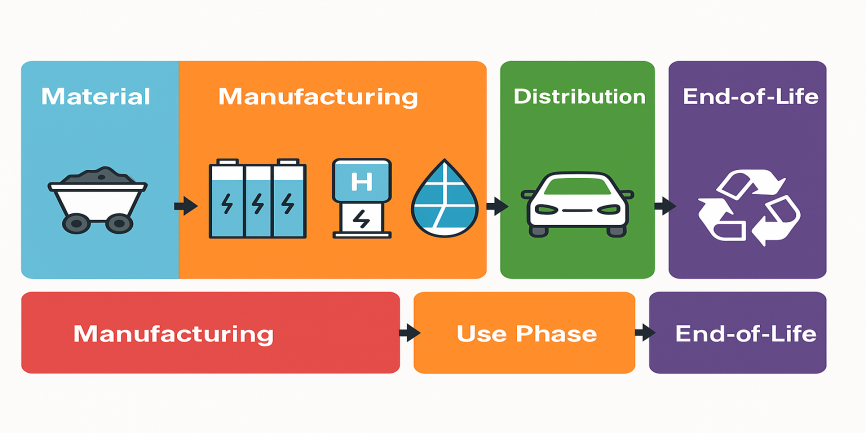 Material
Manufacturing
Distribution
End-of-Life
H
Manufacturing
Use Phase
End-of-Life